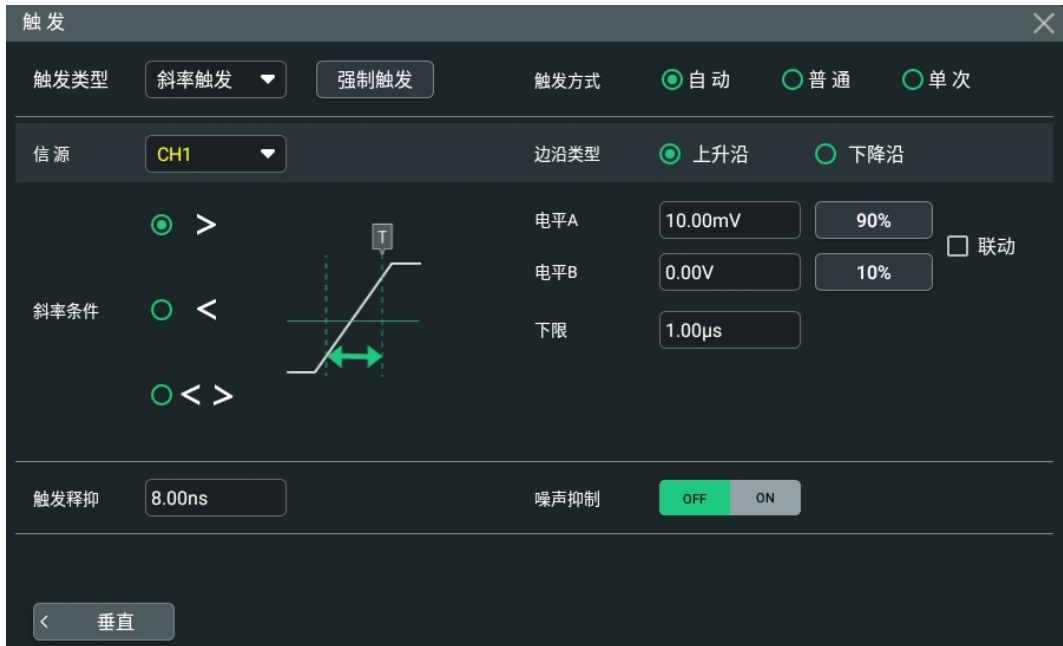 触发
触发类型 斜率触发 强制触发 触发方式 自动 普通 单次
信源 CH1 边沿类型 上升沿 下降沿
> T 电平A 10.00mV 90%
联动
电平B 0.00V 10%
斜率条件 < 下限 1.00μs
< >
触发释抑 8.00ns 噪声抑制 OFF ON
< 垂直